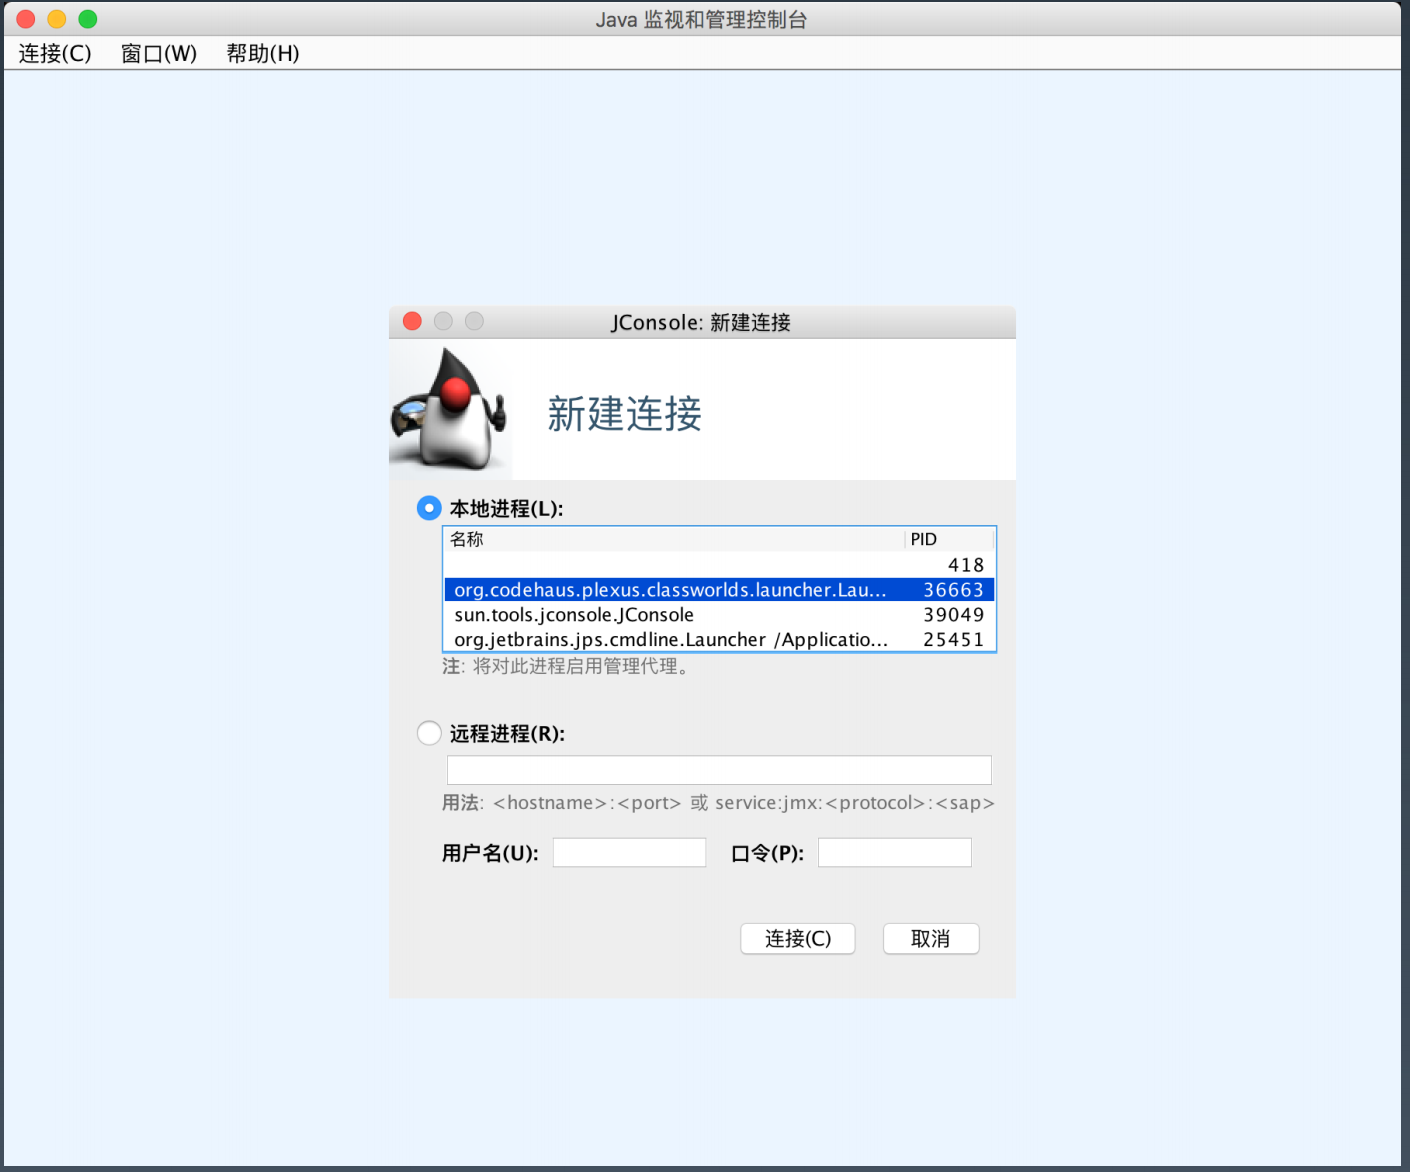 Java 监视和管理控制台
连接(C) 窗口(W) 帮助(H)
JConsole: 新建连接
新建连接
本地进程(L):
名称 PID
418
org.codehaus.plexus.classworlds.launcher.Lau... 36663
sun.tools.jconsole.JConsole 39049
org.jetbrains.jps.cmdline.Launcher /Applicatio... 25451
注: 将对此进程启用管理代理。
远程进程(R):
用法: <hostname>:<port> 或 service:jmx:<protocol>:<sap>
用户名(U): 口令(P):
连接(C) 取消